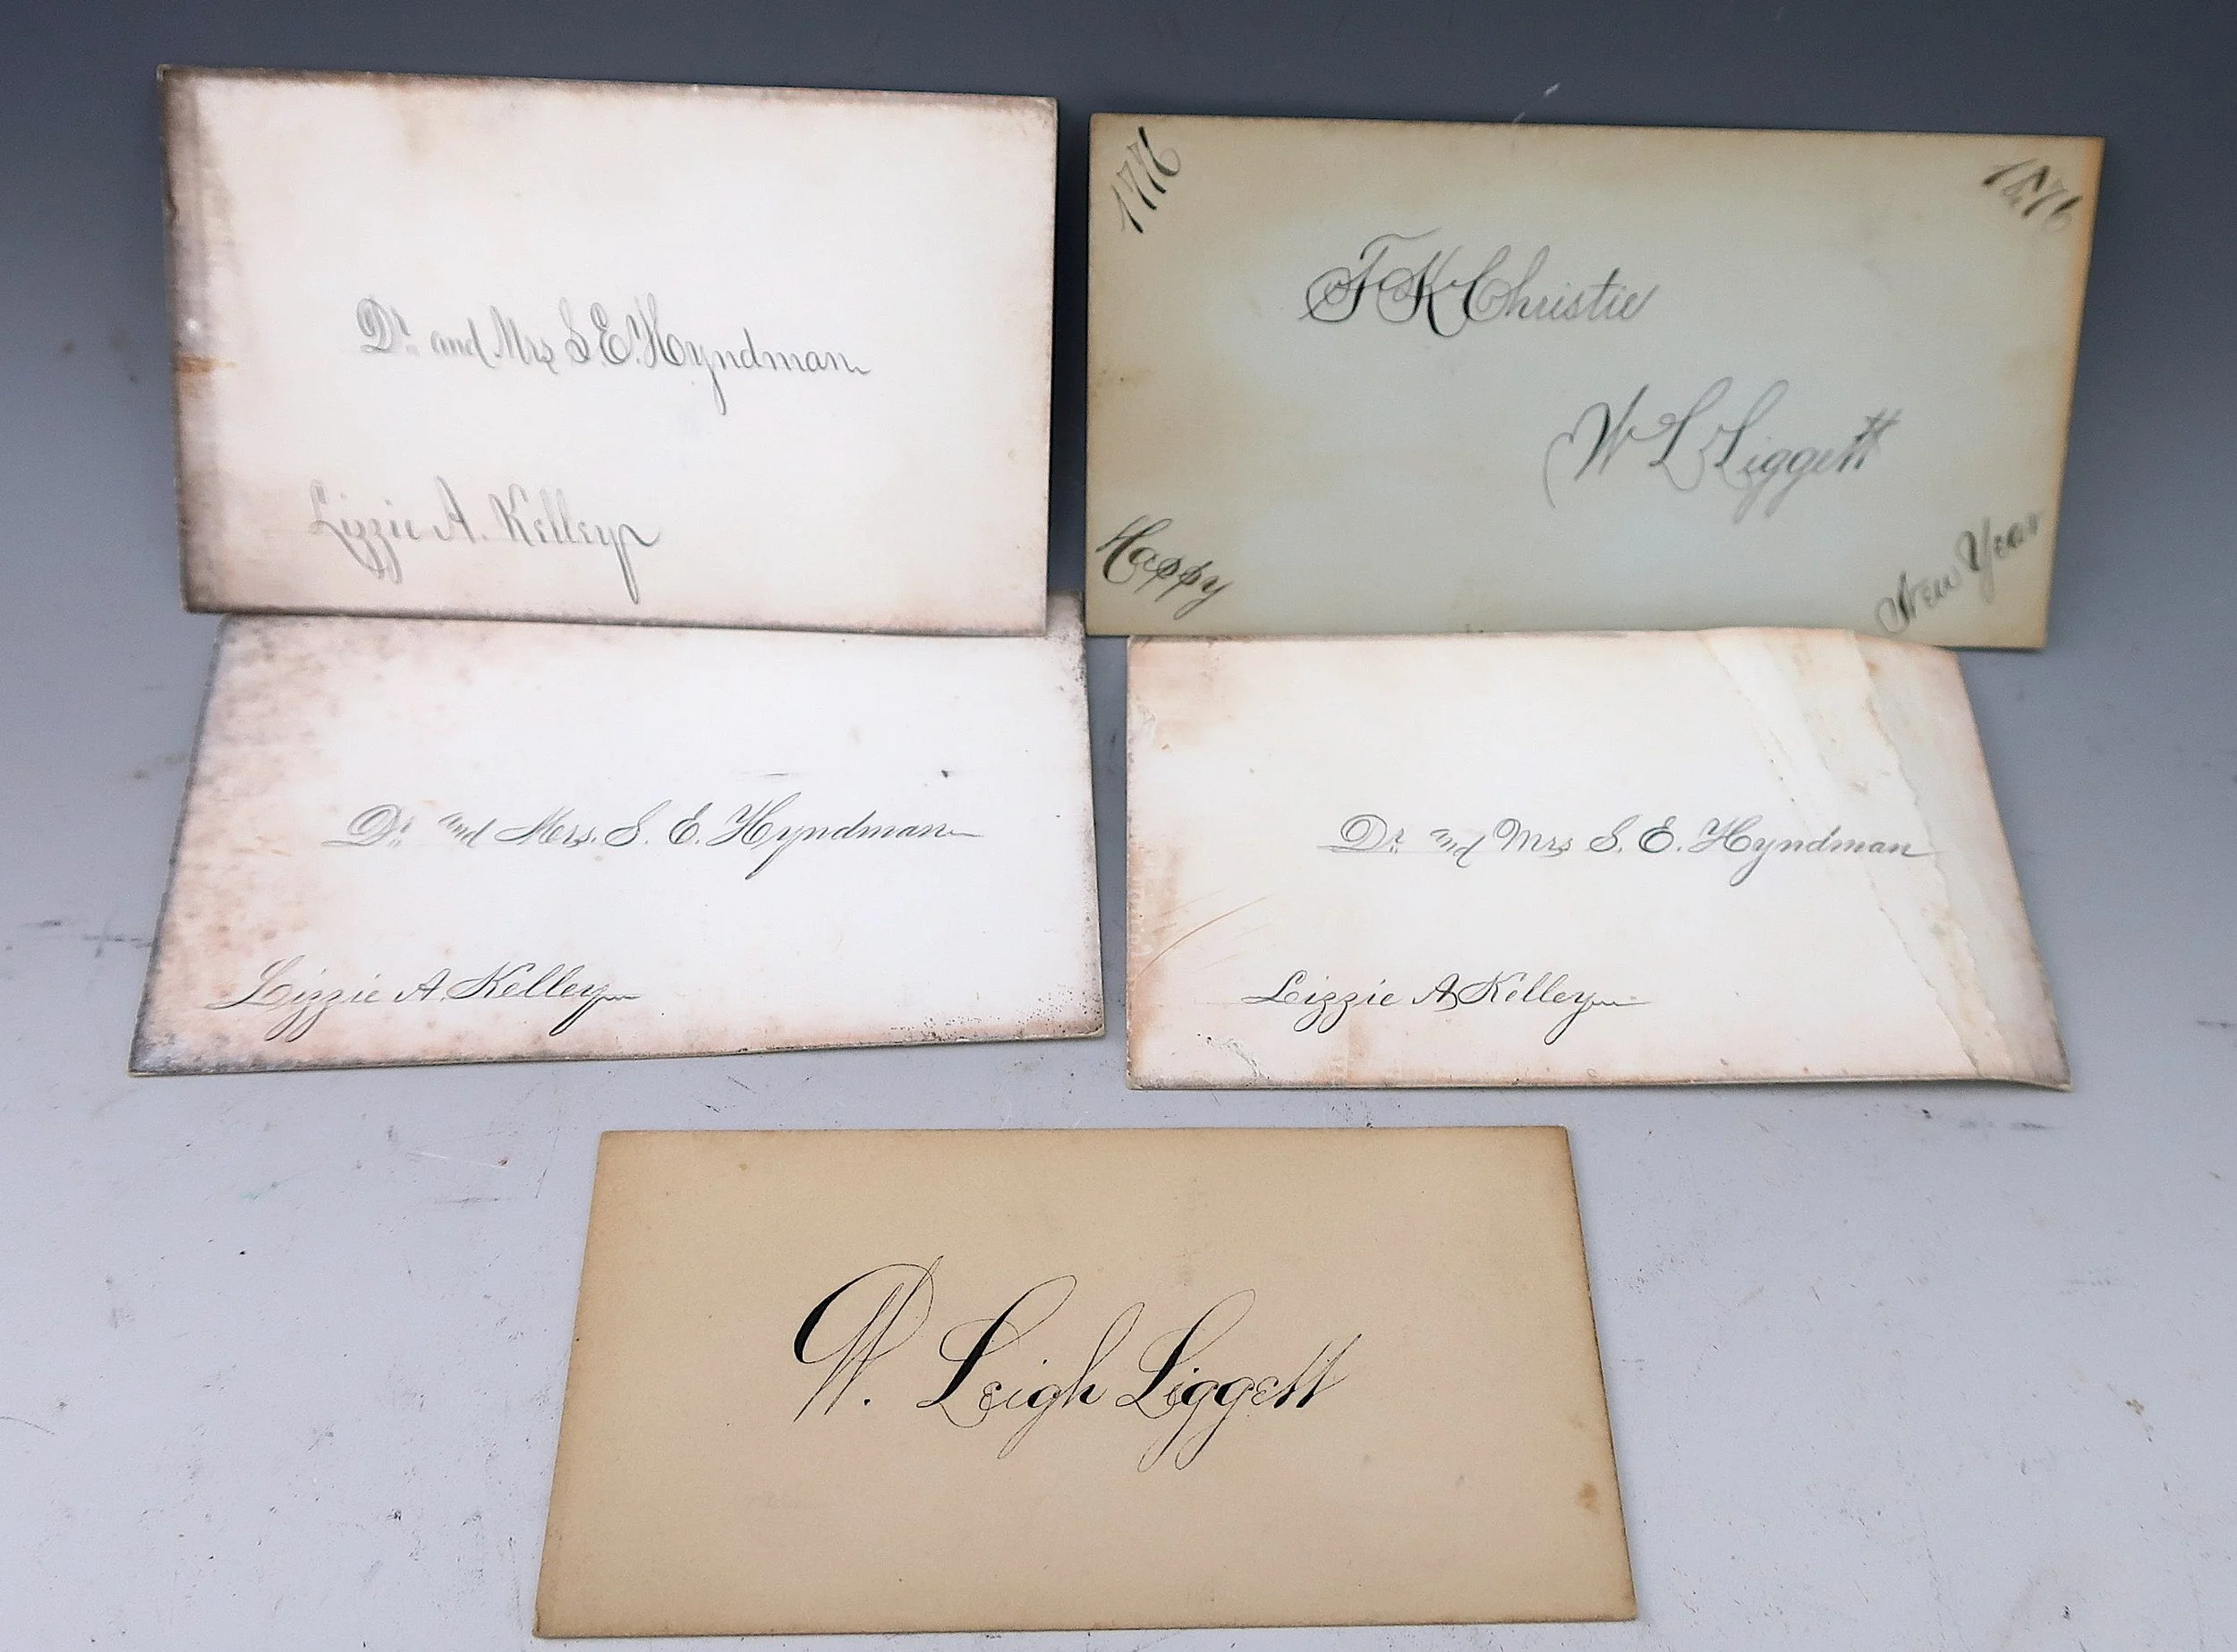 Dr. and Mrs S. E. Hyndman
Lizzie A. Kelley
1776
1876
F K Christie
W L Liggett
Happy
New Year
Dr. and Mrs. S. E. Hyndman
Lizzie A. Kelley
Dr. and Mrs S. E. Hyndman
Lizzie A Kelley
W. Leigh Liggett